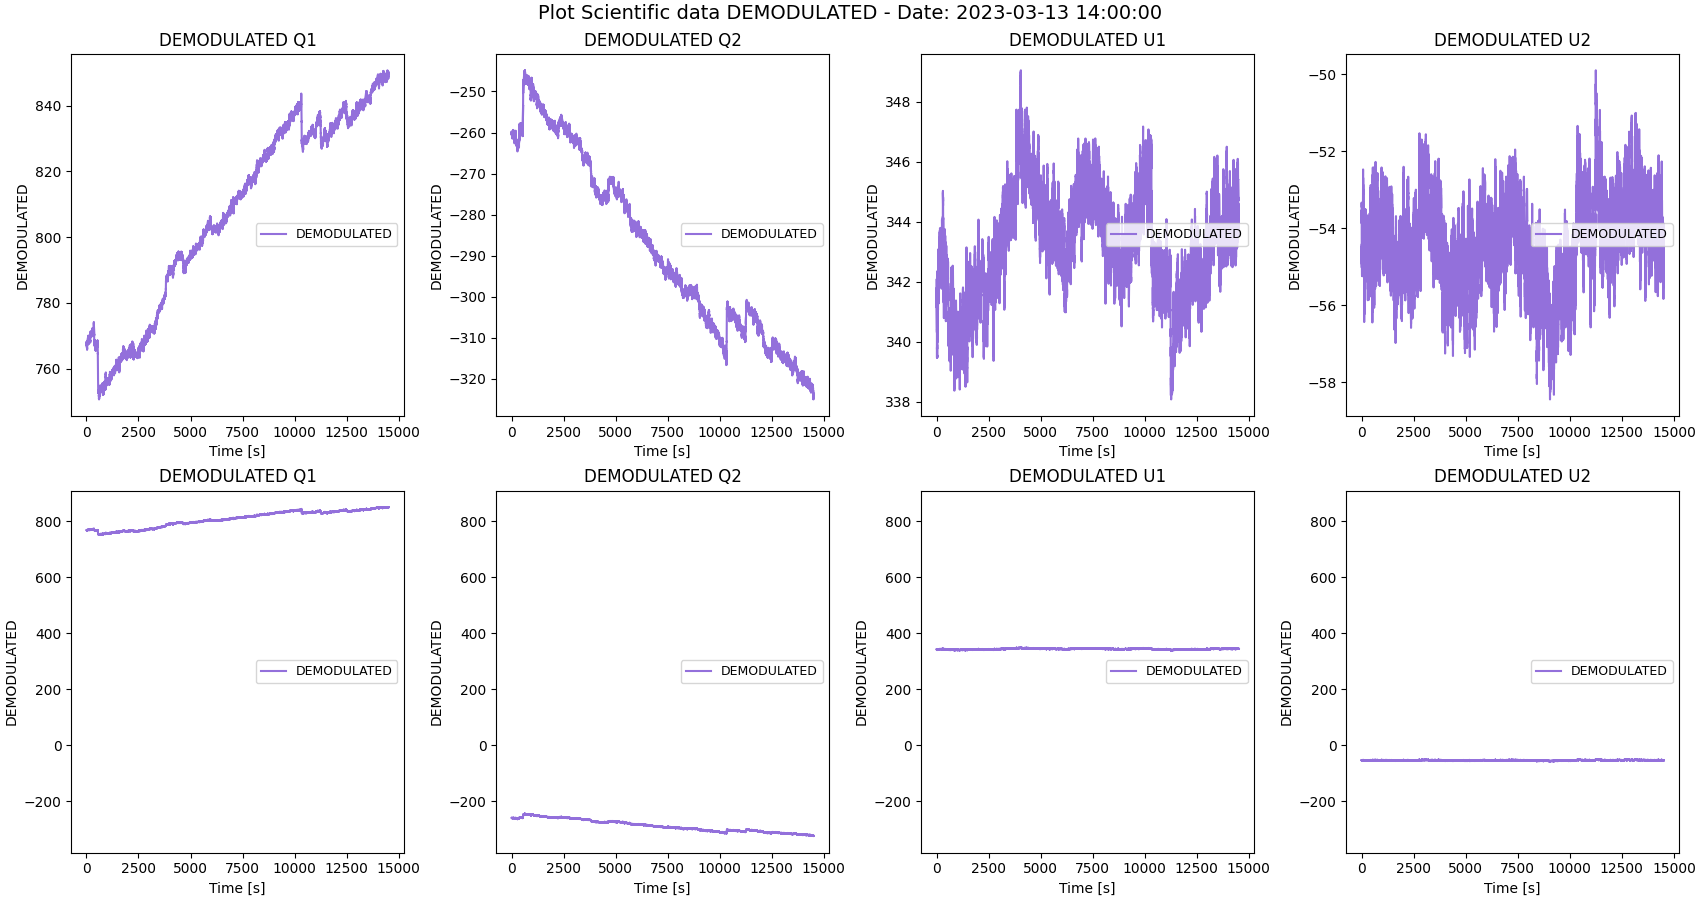 Plot Scientific data DEMODULATED - Date: 2023-03-13 14:00:00
DEMODULATED Q1
DEMODULATED
840
820
800
780
760
DEMODULATED
0 2500 5000 7500 10000 12500 15000
Time [s]
DEMODULATED Q2
DEMODULATED
−250
−260
−270
−280
−290
−300
−310
−320
DEMODULATED
0 2500 5000 7500 10000 12500 15000
Time [s]
DEMODULATED U1
DEMODULATED
348
346
344
342
340
338
DEMODULATED
0 2500 5000 7500 10000 12500 15000
Time [s]
DEMODULATED U2
DEMODULATED
−50
−52
−54
−56
−58
DEMODULATED
0 2500 5000 7500 10000 12500 15000
Time [s]
DEMODULATED Q1
DEMODULATED
800
600
400
200
0
−200
DEMODULATED
0 2500 5000 7500 10000 12500 15000
Time [s]
DEMODULATED Q2
DEMODULATED
800
600
400
200
0
−200
DEMODULATED
0 2500 5000 7500 10000 12500 15000
Time [s]
DEMODULATED U1
DEMODULATED
800
600
400
200
0
−200
DEMODULATED
0 2500 5000 7500 10000 12500 15000
Time [s]
DEMODULATED U2
DEMODULATED
800
600
400
200
0
−200
DEMODULATED
0 2500 5000 7500 10000 12500 15000
Time [s]